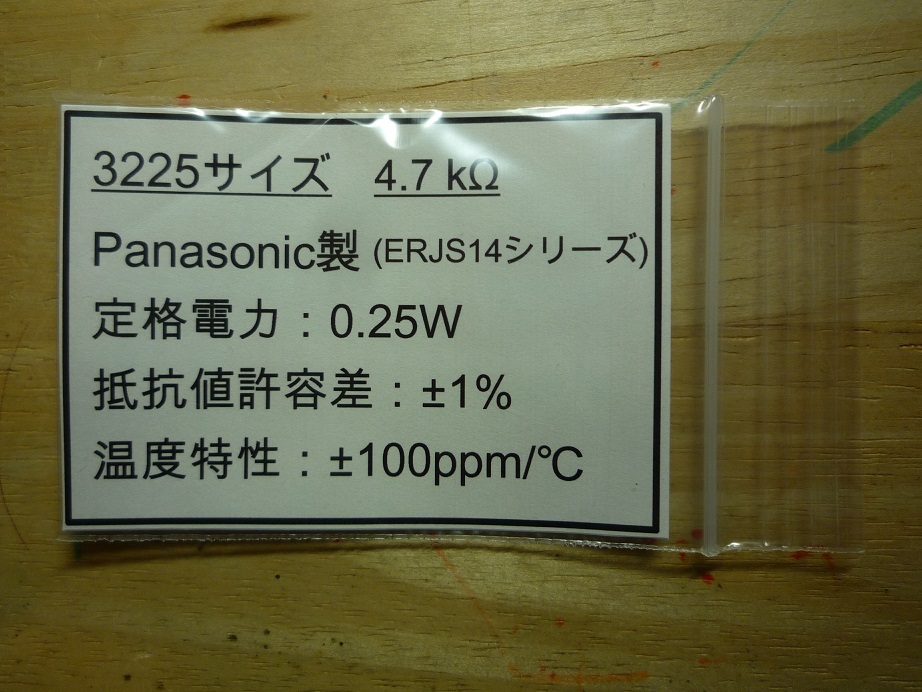 3225サイズ 4.7 kΩ
Panasonic製 (ERJS14シリーズ)
定格電力：0.25W
抵抗値許容差：±1%
温度特性：±100ppm/℃